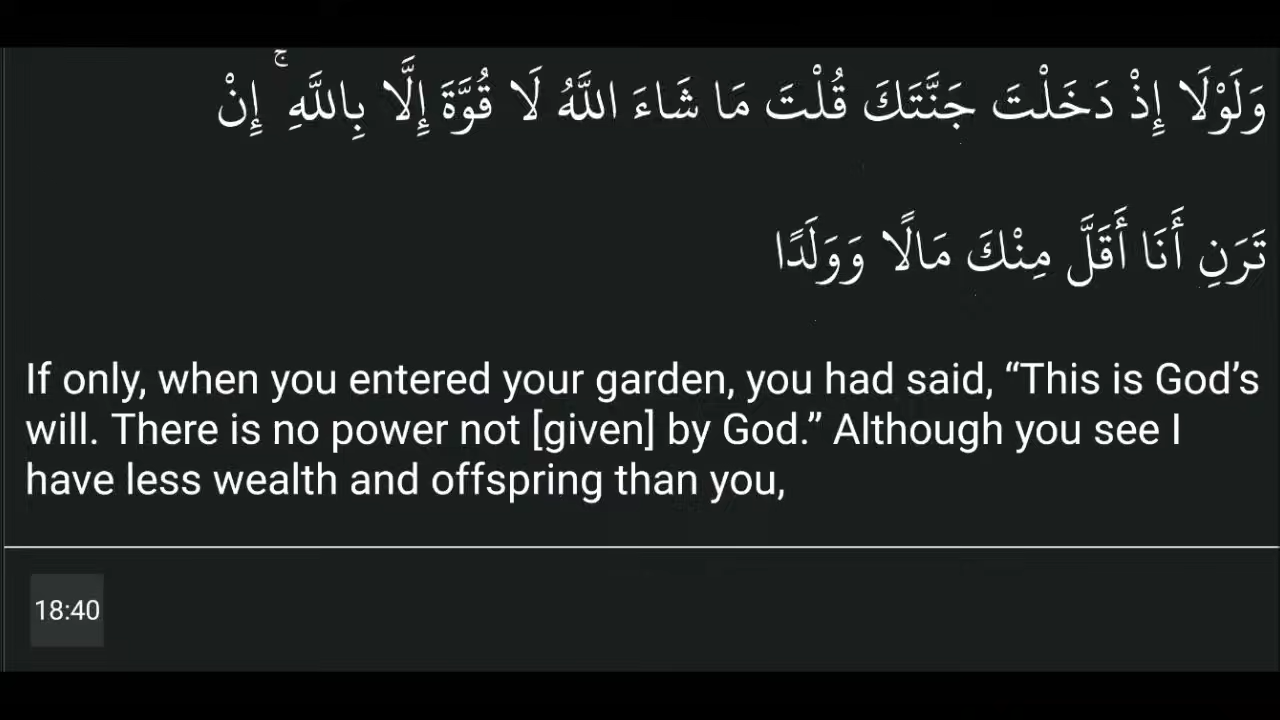 وَلَوْلَا إِذْ دَخَلْتَ جَنَّتَكَ قُلْتَ مَا شَاءَ اللَّهُ لَا قُوَّةَ إِلَّا بِاللَّهِ ۚ إِنْ
تَرَنِ أَنَا أَقَلَّ مِنْكَ مَالًا وَوَلَدًا
If only, when you entered your garden, you had said, “This is God’s
will. There is no power not [given] by God.” Although you see I
have less wealth and offspring than you,
18:40